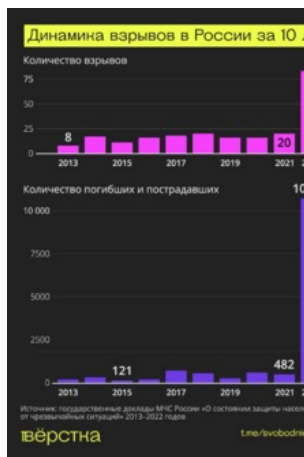 Динамика взрывов в России за 10 
Количество взрывов
75
50
25
0
8
20
2013 2015 2017 2019 2021
Количество погибших и пострадавших
10 000
7500
5000
2500
0
121
482
2013 2015 2017 2019 2021
Источник: государственные доклады МЧС России «О состоянии защиты
от чрезвычайных ситуаций» 2013–2022 годов
вёрстка